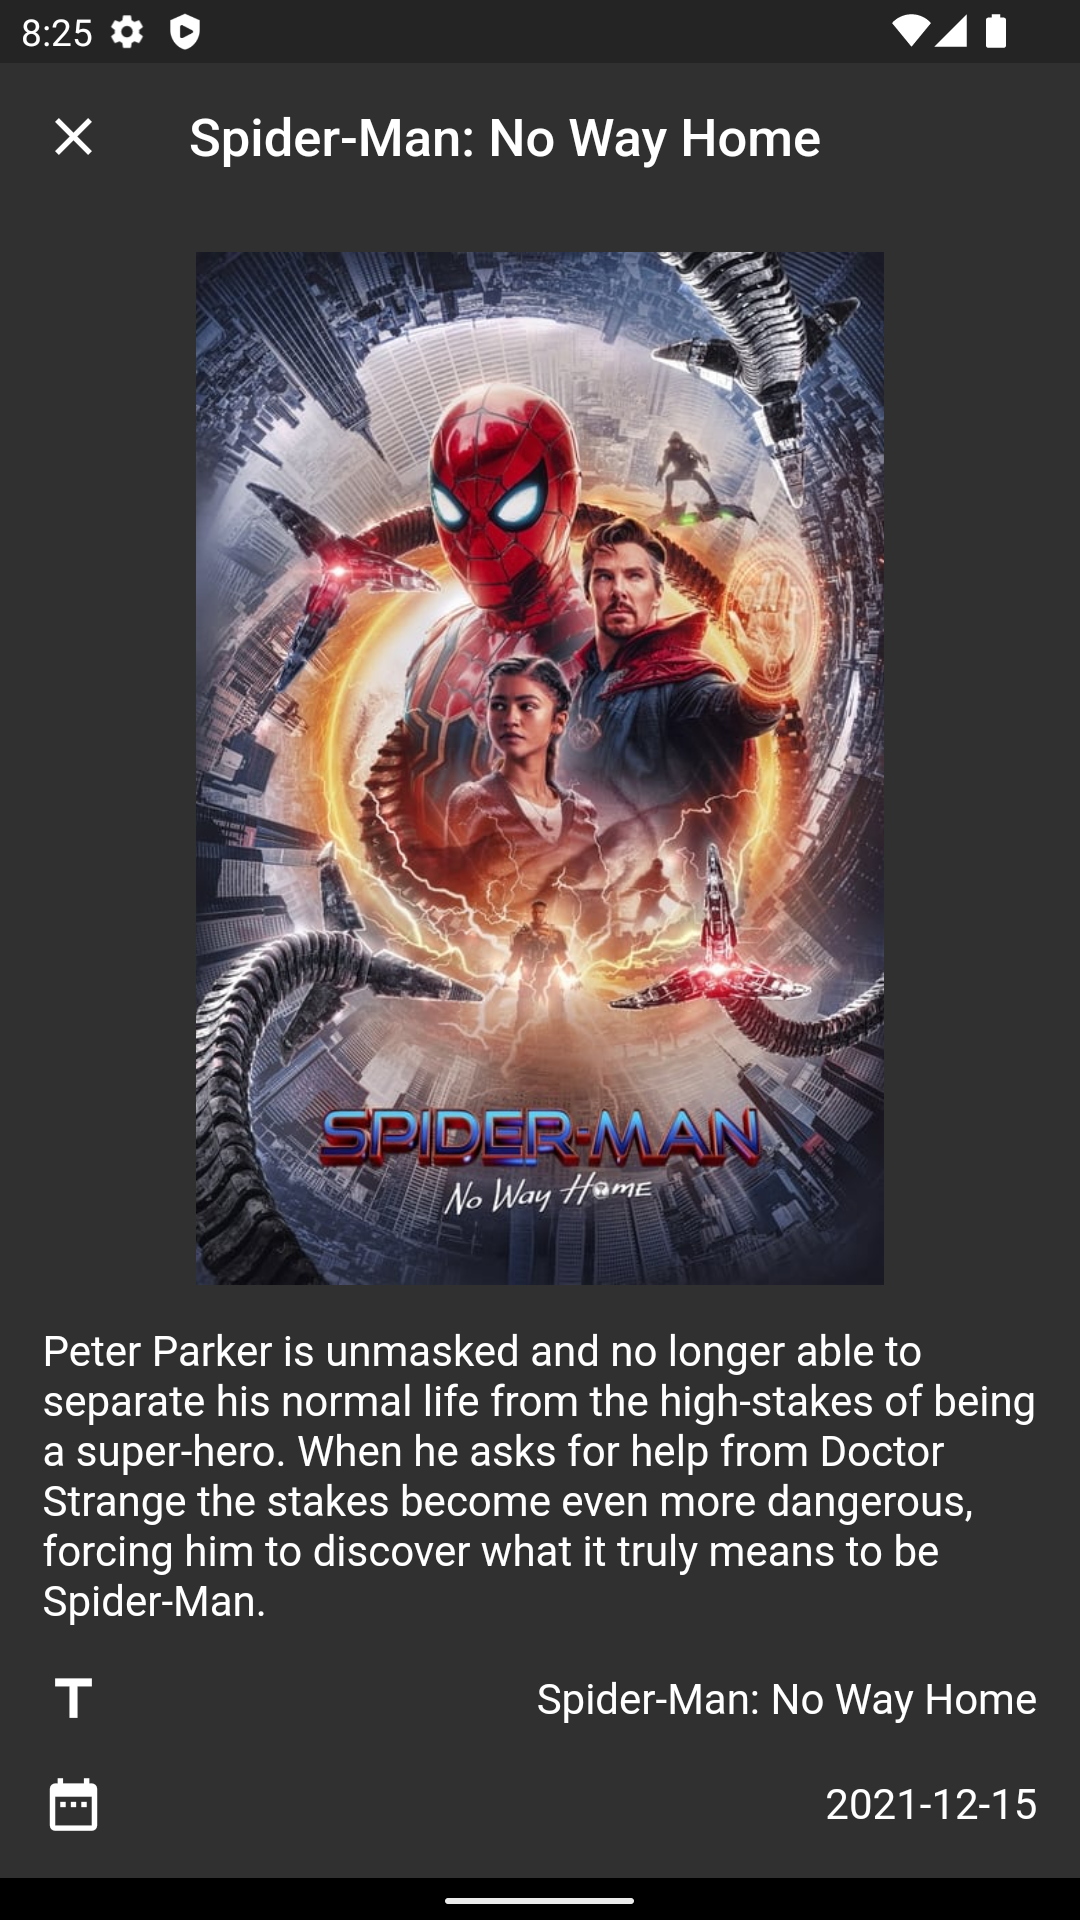 8:25
Spider-Man: No Way Home
SPIDER-MAN
No Way Home
Peter Parker is unmasked and no longer able to
separate his normal life from the high-stakes of being
a super-hero. When he asks for help from Doctor
Strange the stakes become even more dangerous,
forcing him to discover what it truly means to be
Spider-Man.
T
Spider-Man: No Way Home
2021-12-15